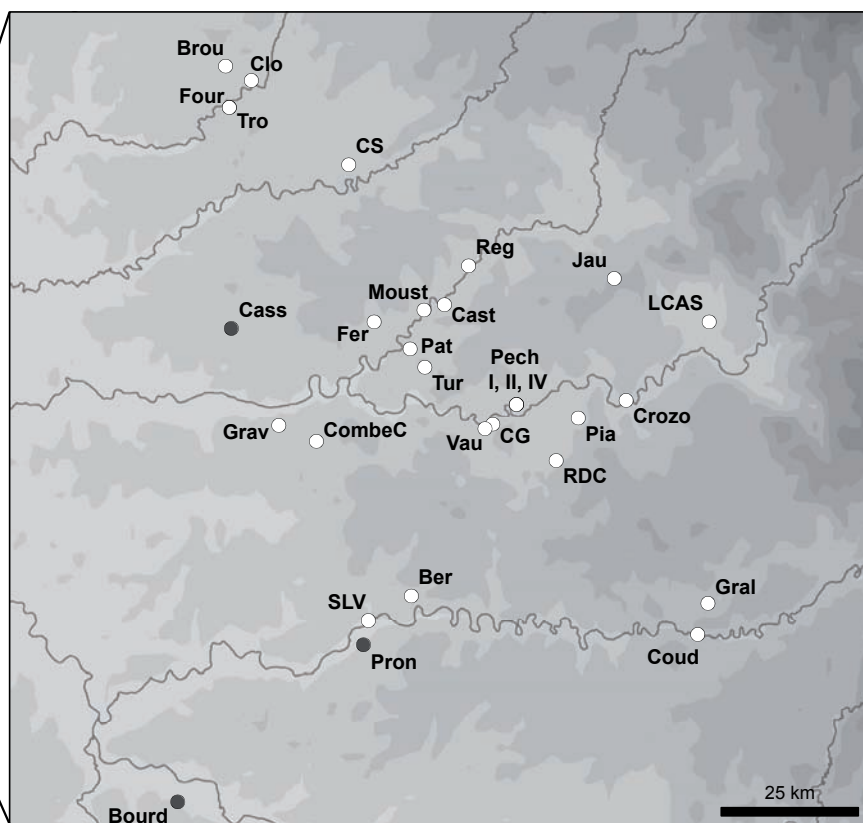 Brou
Clo
Four
Tro
CS
Reg
Jau
Moust
LCAS
Cass
Cast
Fer
Pat
Pech
I, II, IV
Tur
Crozo
Grav
CombeC
Vau
CG
Pia
RDC
Ber
Gral
SLV
Coud
Pron
25 km
Bourd